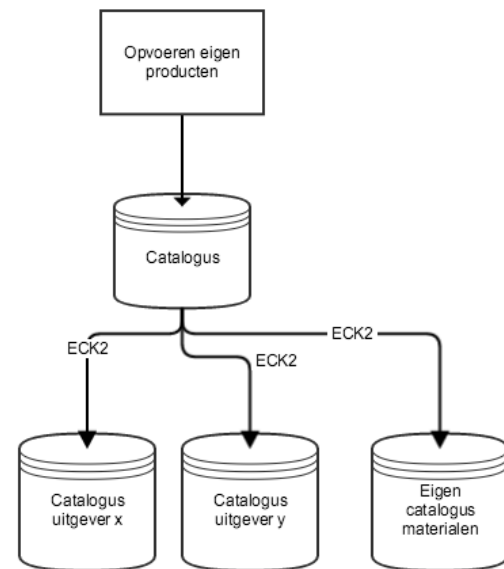 Opvoeren eigen
producten
Catalogus
ECK2
ECK2
ECK2
Catalogus
uitgever x
Catalogus
uitgever y
Eigen
catalogus
materialen